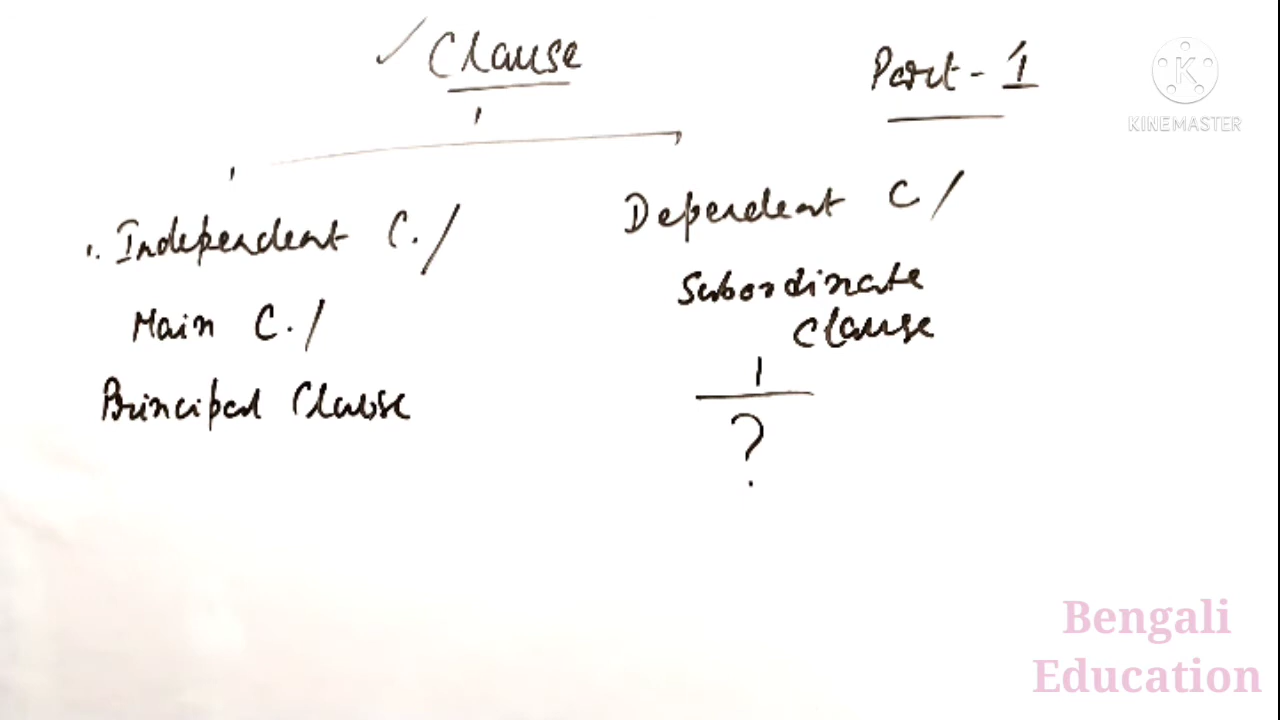 ✓ Clause
Part - 1
KINEMASTER
Independent C. /
Main C. /
Principal Clause
Dependent C /
Subordinate
Clause
?
Bengali
Education